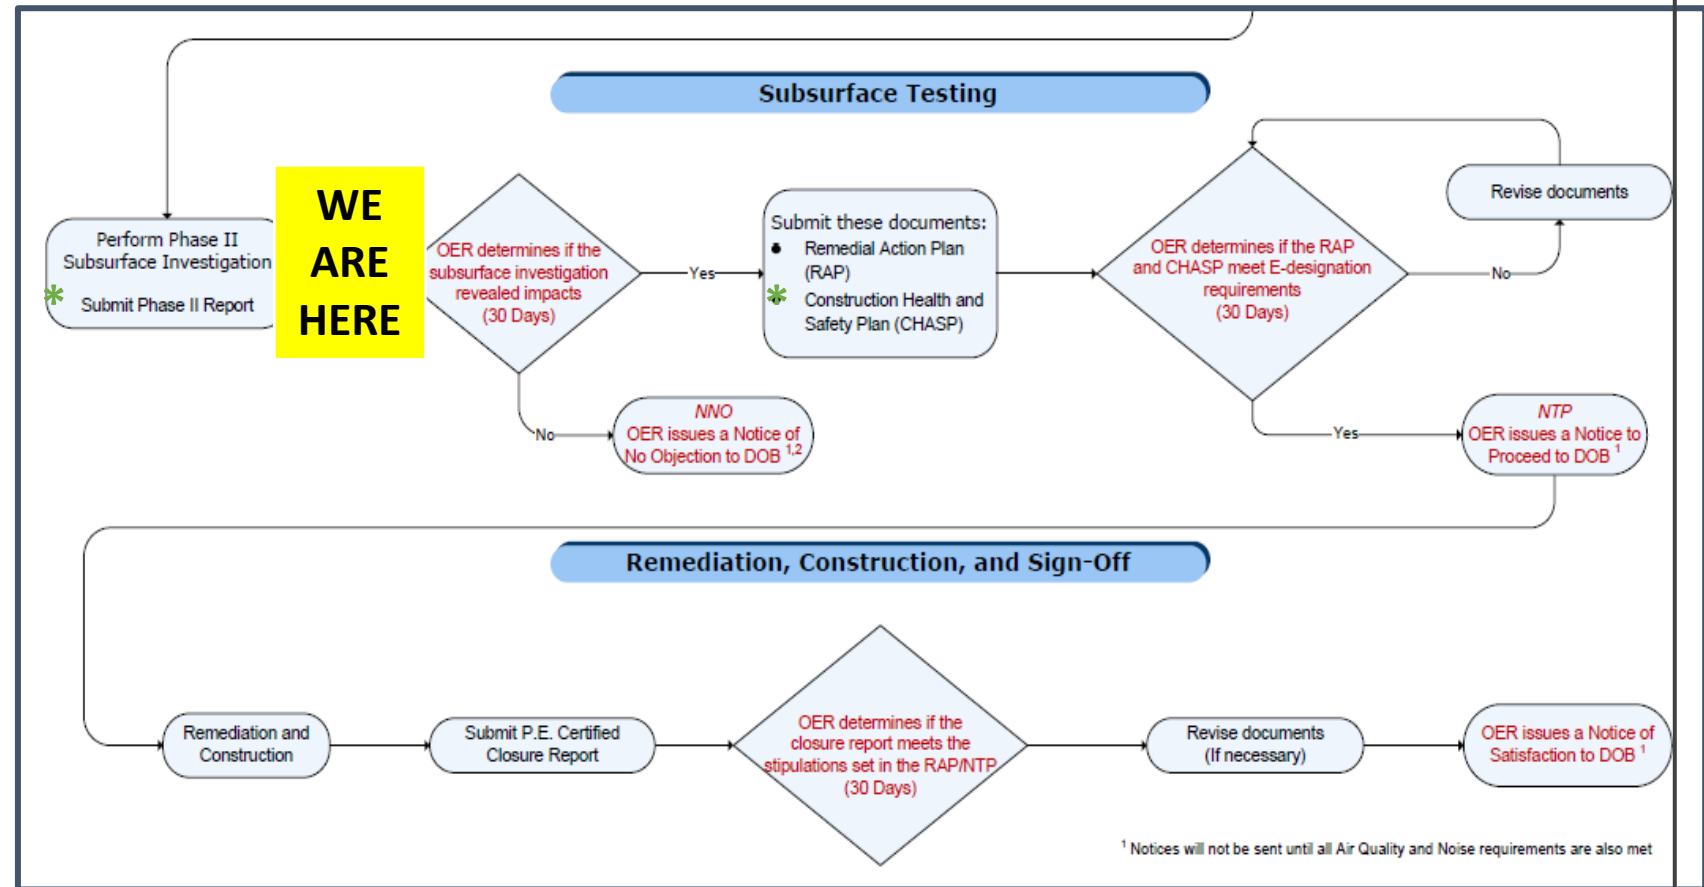 Subsurface Testing
Perform Phase II
Subsurface Investigation
* Submit Phase II Report
WE
ARE
HERE
OER determines if the
subsurface investigation
revealed impacts
(30 Days)
Yes
No
NNO
OER issues a Notice of
No Objection to DOB 1,2
Submit these documents:
• Remedial Action Plan
(RAP)
* Construction Health and
Safety Plan (CHASP)
OER determines if the RAP
and CHASP meet E-designation
requirements
(30 Days)
No
Revise documents
Yes
NTP
OER issues a Notice to
Proceed to DOB 1
Remediation, Construction, and Sign-Off
Remediation and
Construction
Submit P.E. Certified
Closure Report
OER determines if the
closure report meets the
stipulations set in the RAP/NTP
(30 Days)
Revise documents
(If necessary)
OER issues a Notice of
Satisfaction to DOB 1
1 Notices will not be sent until all Air Quality and Noise requirements are also met